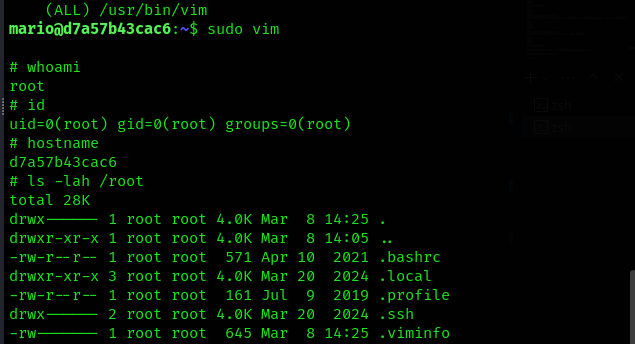 (ALL) /usr/bin/vim
mario@d7a57b43cac6:~$ sudo vim
# whoami
root
# id
uid=0(root) gid=0(root) groups=0(root)
# hostname
d7a57b43cac6
# ls -lah /root
total 28K
drwx------ 1 root root 4.0K Mar  8 14:25 .
drwxr-xr-x 1 root root 4.0K Mar  8 14:05 ..
-rw-r--r-- 1 root root  571 Apr 10  2021 .bashrc
drwxr-xr-x 3 root root 4.0K Mar 20  2024 .local
-rw-r--r-- 1 root root  161 Jul  9  2019 .profile
drwx------ 2 root root 4.0K Mar 20  2024 .ssh
-rw------- 1 root root  645 Mar  8 14:25 .viminfo
zsh
zsh